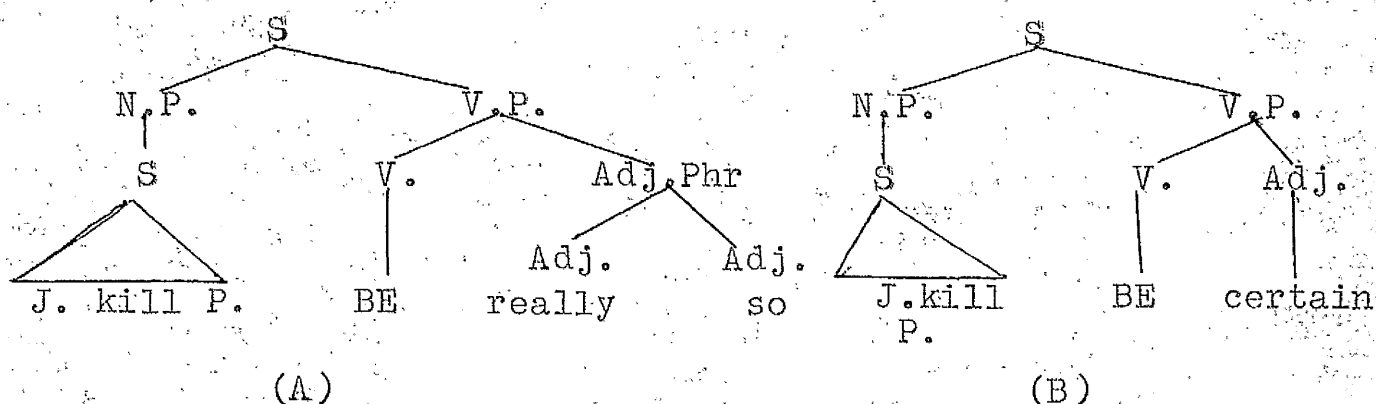 S S
N.P. V.P. N.P. V.P.
S V. Adj.Phr S V. Adj.
Adj. Adj.
J. kill P. BE really so J.kill BE certain
P.
(A) (B)